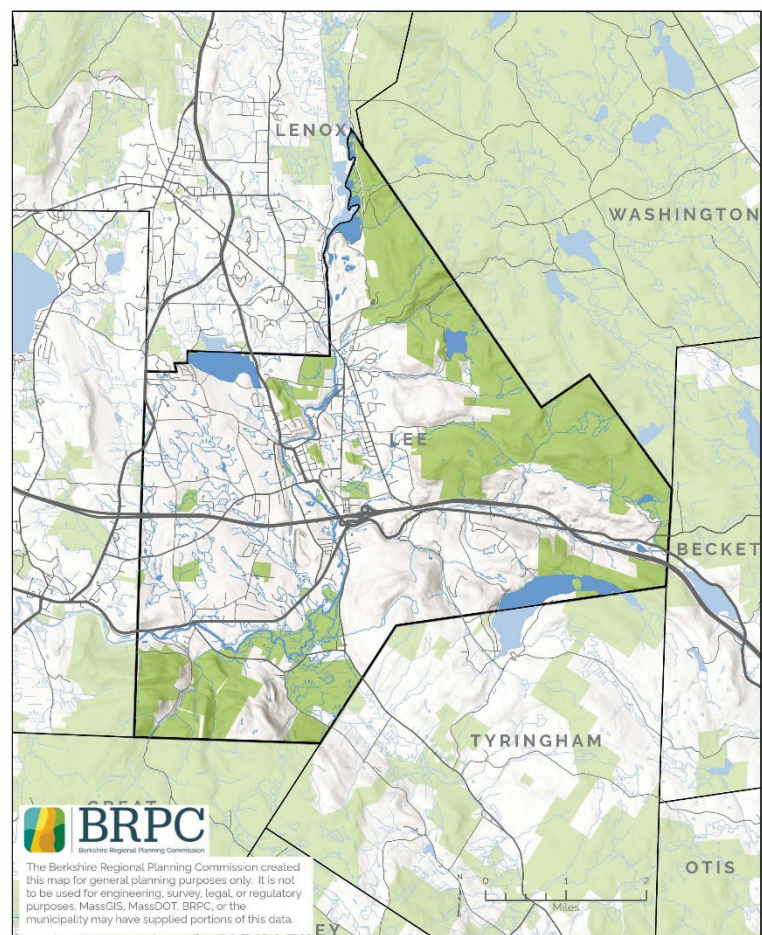 LENOX
WASHINGTON
LEE
BECKET
TYRINGHAM
GREAT
OTIS
BRPC
Berkshire Regional Planning Commission
The Berkshire Regional Planning Commission created
this map for general planning purposes only. It is not
to be used for engineering, survey, legal, or regulatory
purposes. MassGIS, MassDOT, BRPC, or the
municipality may have supplied portions of this data.
N
0 1 2
Miles